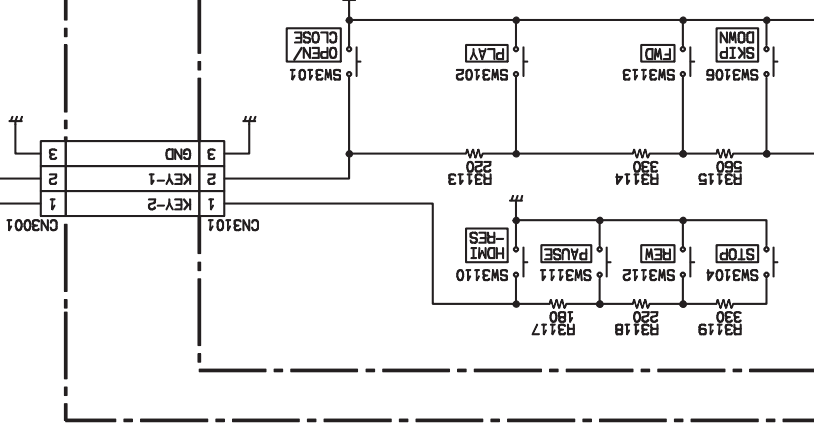 R3119
330
R3118
220
R3117
180
SW3104
STOP
SW3112
REW
SW3111
PAUSE
SW3110
HDMI
-RES
CN3101
CN3001
1 KEY-2 1
2 KEY-1 2
3 GND 3
R3115
560
R3114
330
R3113
220
SW3106
SKIP
DOWN
SW3113
FWD
SW3102
PLAY
SW3101
OPEN/
CLOSE